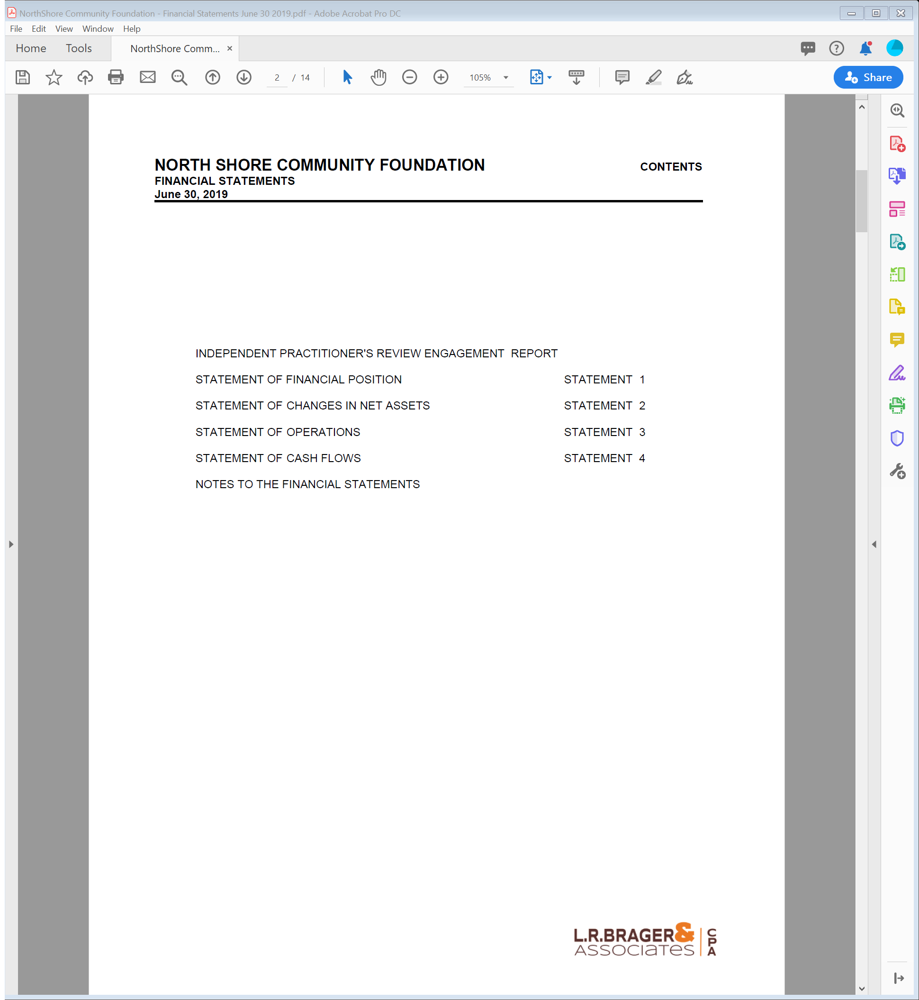 NorthShore Community Foundation - Financial Statements June 30 2019.pdf - Adobe Acrobat Pro DC
File Edit View Window Help
Home Tools NorthShore Comm... ×
2 / 14 105% Share
NORTH SHORE COMMUNITY FOUNDATION CONTENTS
FINANCIAL STATEMENTS
June 30, 2019
INDEPENDENT PRACTITIONER'S REVIEW ENGAGEMENT REPORT
STATEMENT OF FINANCIAL POSITION STATEMENT 1
STATEMENT OF CHANGES IN NET ASSETS STATEMENT 2
STATEMENT OF OPERATIONS STATEMENT 3
STATEMENT OF CASH FLOWS STATEMENT 4
NOTES TO THE FINANCIAL STATEMENTS
L.R.BRAGER& CPA
ASSOCIATES